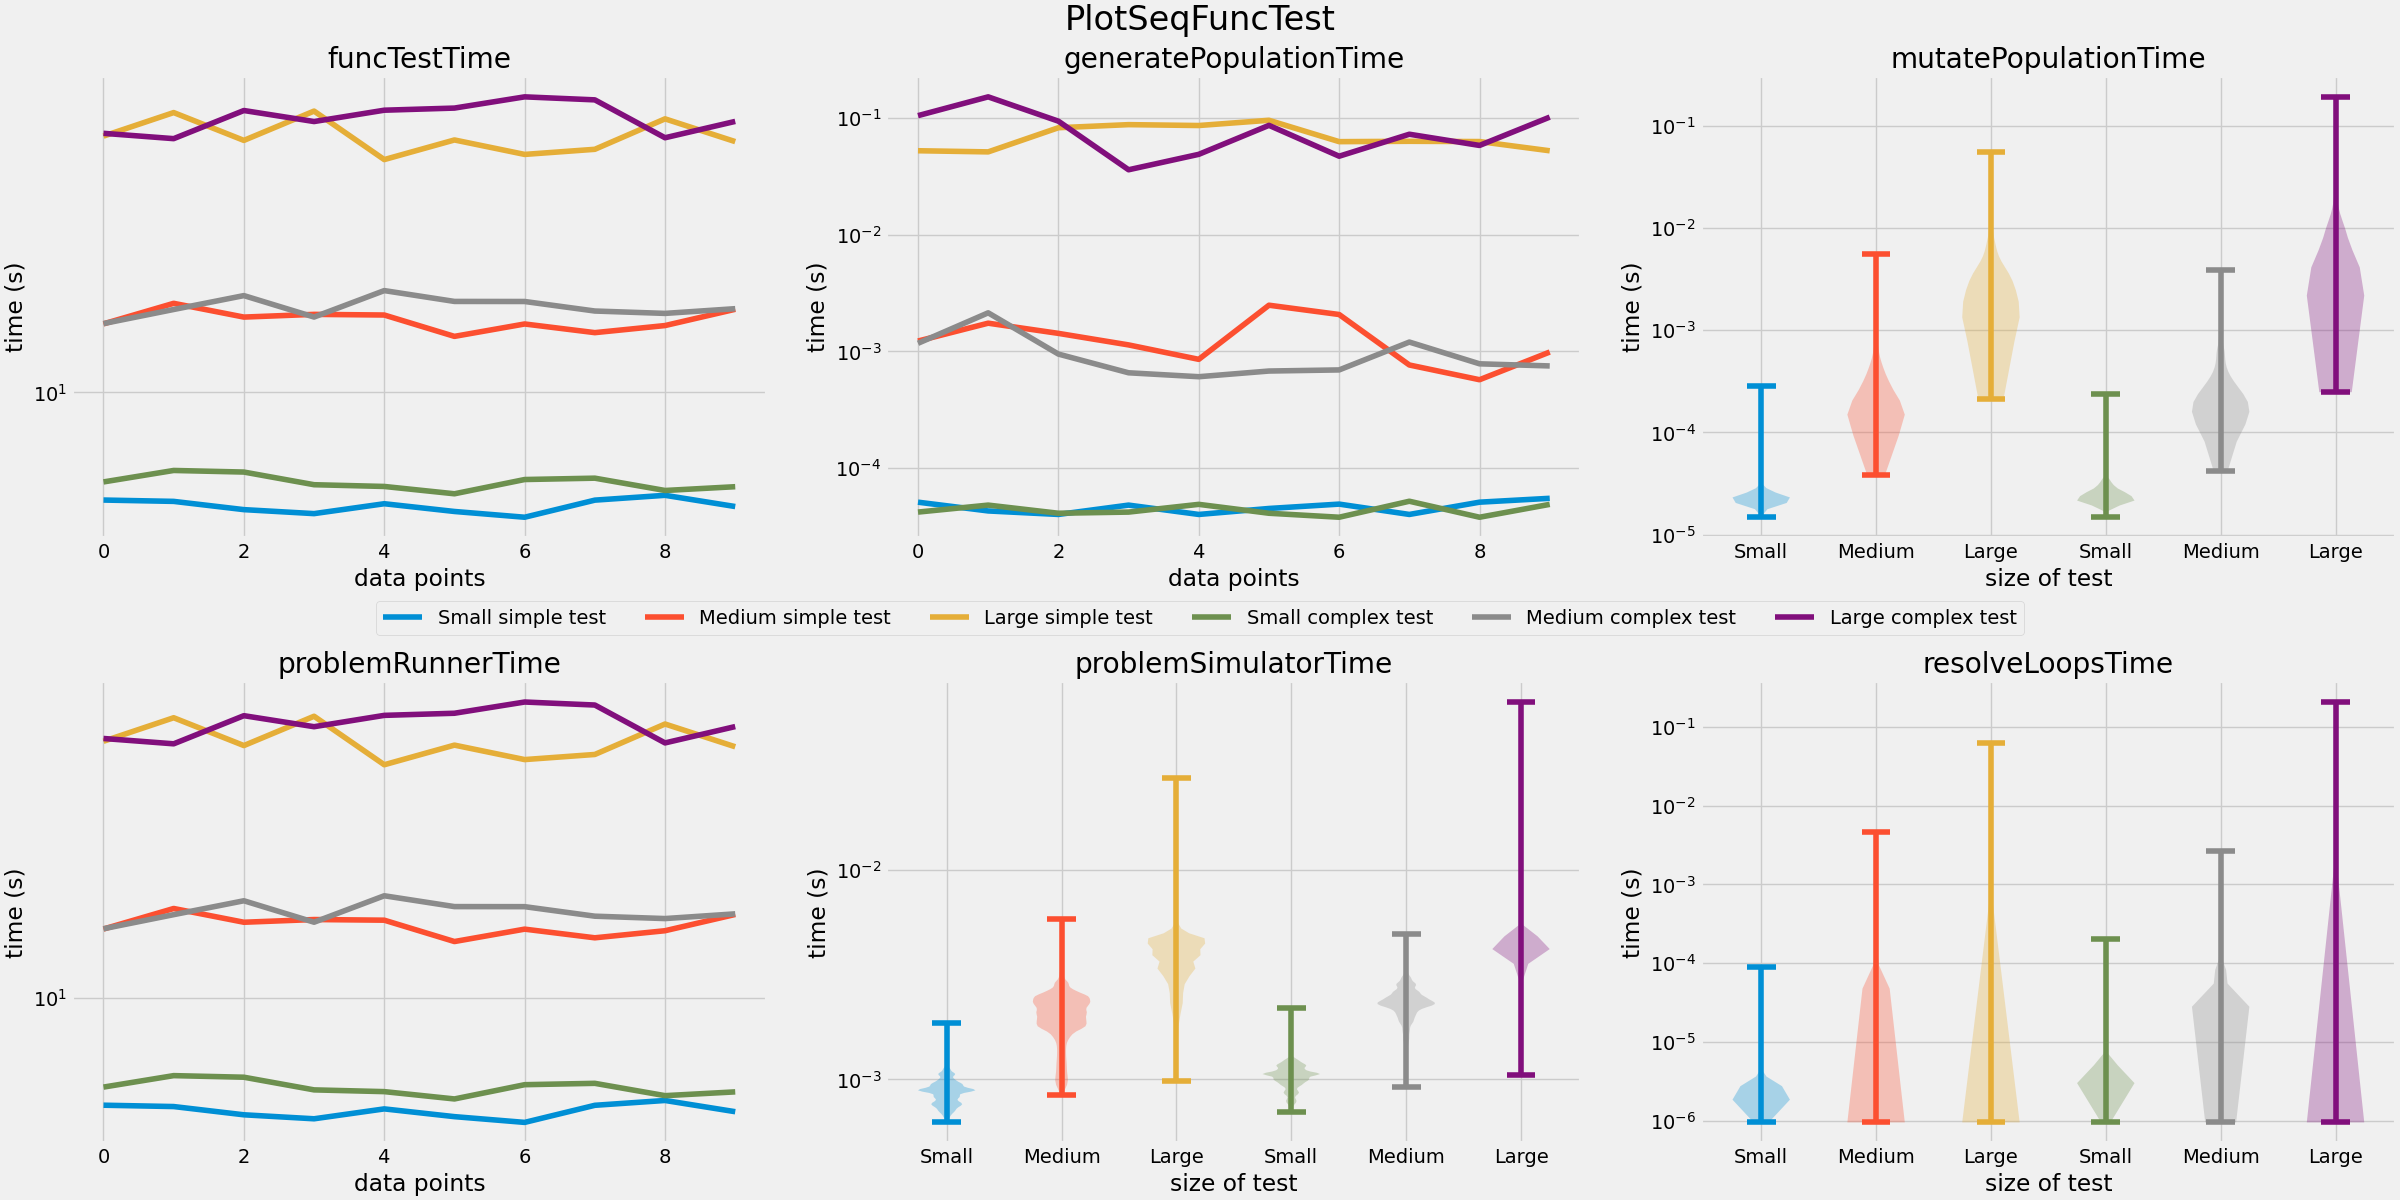 PlotSeqFuncTest
funcTestTime
time (s)
10¹
0 2 4 6 8
data points
generatePopulationTime
time (s)
10⁻¹
10⁻²
10⁻³
10⁻⁴
0 2 4 6 8
data points
mutatePopulationTime
time (s)
10⁻¹
10⁻²
10⁻³
10⁻⁴
10⁻⁵
Small Medium Large Small Medium Large
size of test
Small simple test Medium simple test Large simple test Small complex test Medium complex test Large complex test
problemRunnerTime
time (s)
10¹
0 2 4 6 8
data points
problemSimulatorTime
time (s)
10⁻²
10⁻³
Small Medium Large Small Medium Large
size of test
resolveLoopsTime
time (s)
10⁻¹
10⁻²
10⁻³
10⁻⁴
10⁻⁵
10⁻⁶
Small Medium Large Small Medium Large
size of test